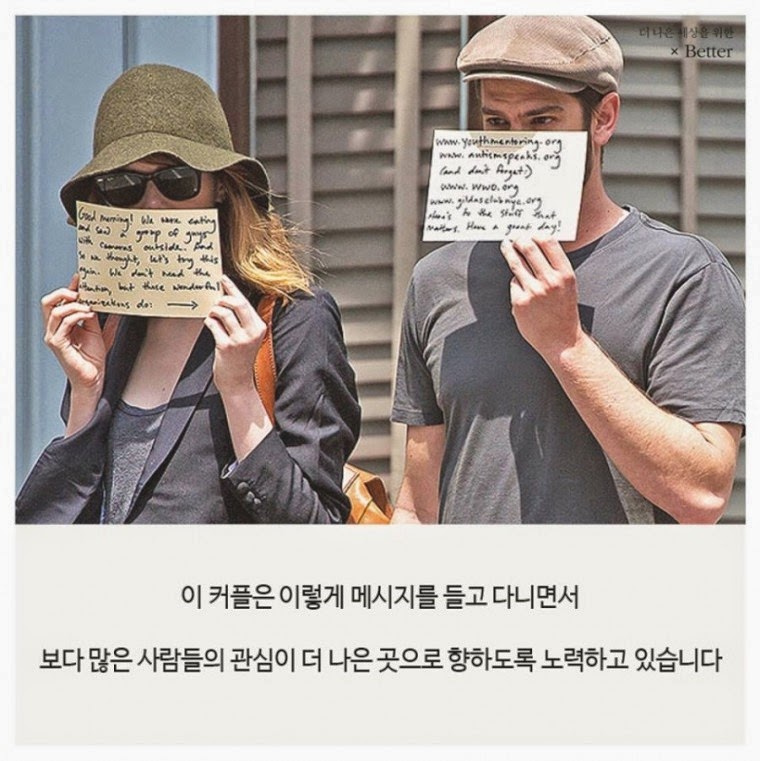 더 나은 세상을 위한
× Better
Good morning! We were eating
and saw a group of guys
with cameras outside. And
so we thought, let's try this
again. We don't need the
attention, but these wonderful
organizations do: →
www.youthmentoring.org
www.autismspeaks.org
(and don't forget:)
www.wwo.org
www.gildasclubnyc.org
Here's to the stuff that
matters. Have a great day!
이 커플은 이렇게 메시지를 들고 다니면서
보다 많은 사람들의 관심이 더 나은 곳으로 향하도록 노력하고 있습니다